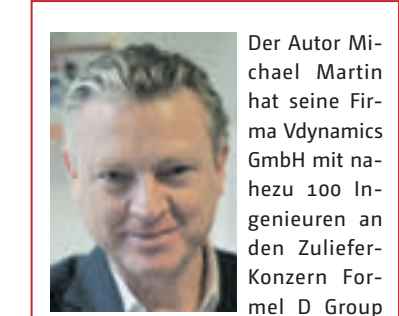 Der Autor Mi-
chael Martin
hat seine Fir-
ma Vdynamics
GmbH mit na-
hezu 100 In-
genieuren an
den Zuliefer-
Konzern For-
mel D Group